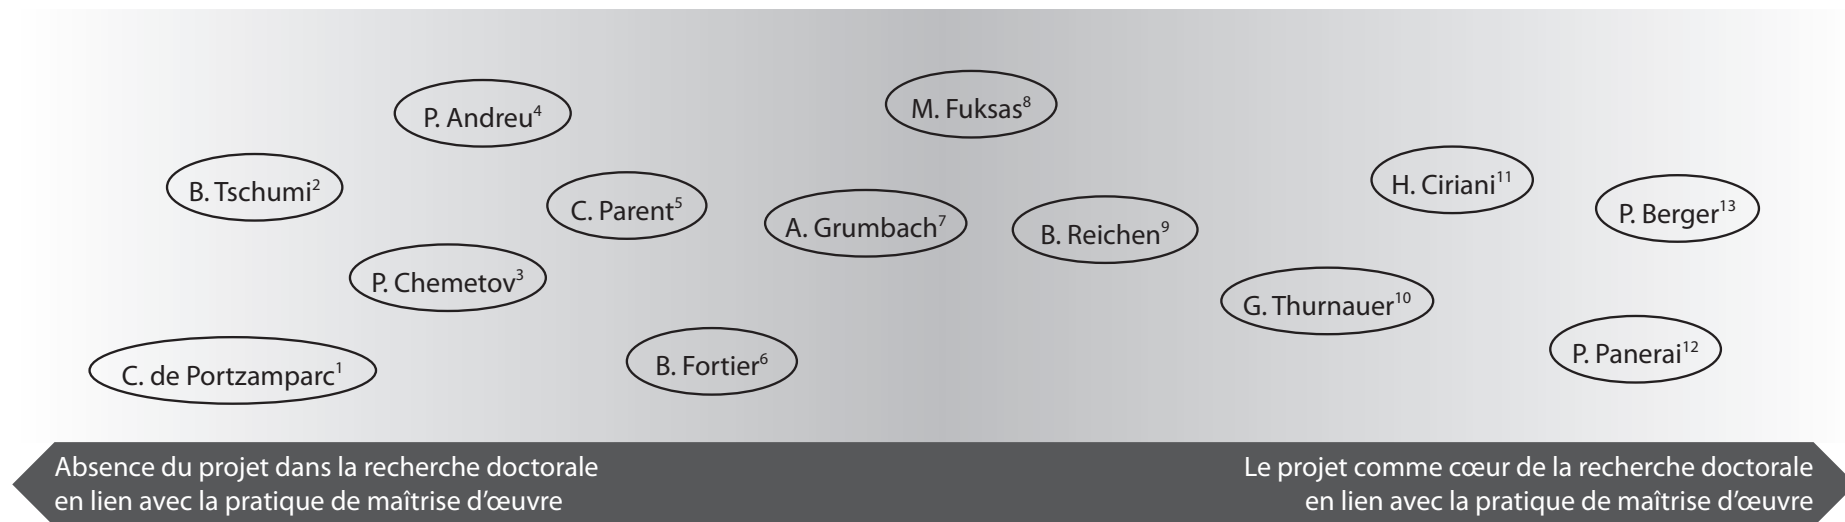 M. Fuksas⁸
P. Andreu⁴
H. Ciriani¹¹
B. Tschumi²
C. Parent⁵
P. Berger¹³
A. Grumbach⁷
B. Reichen⁹
P. Chemetov³
G. Thurnauer¹⁰
P. Panerai¹²
B. Fortier⁶
C. de Portzamparc¹
Absence du projet dans la recherche doctorale
en lien avec la pratique de maîtrise d’œuvre
Le projet comme cœur de la recherche doctorale
en lien avec la pratique de maîtrise d’œuvre